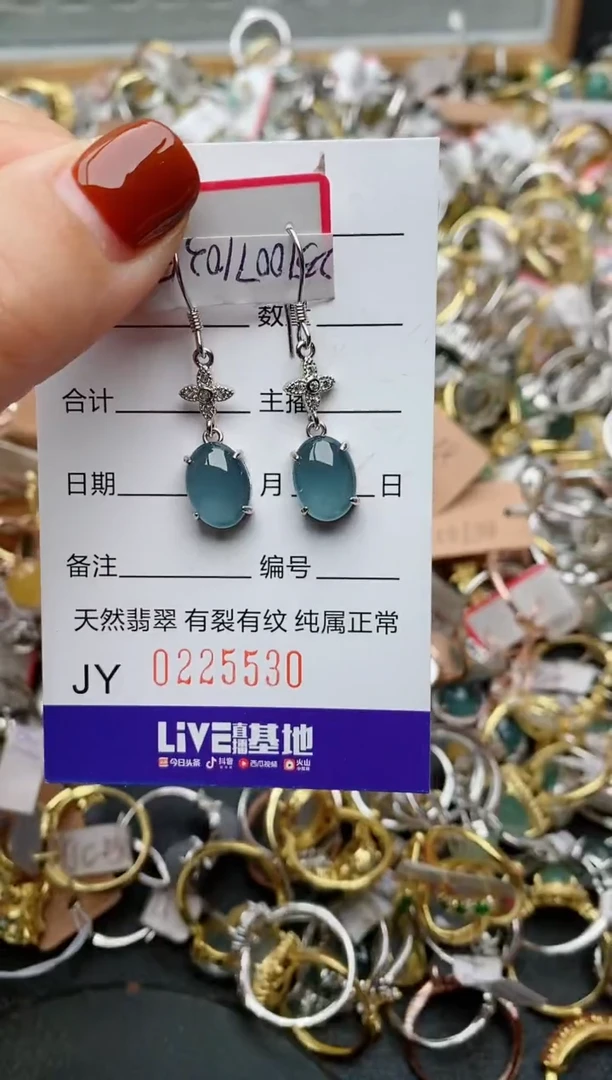 数
合计 主播
日期 月 日
备注 编号
天然翡翠 有裂有纹 纯属正常
JY 0225530
LiVE直播基地
今日头条 抖音 西瓜视频 火山